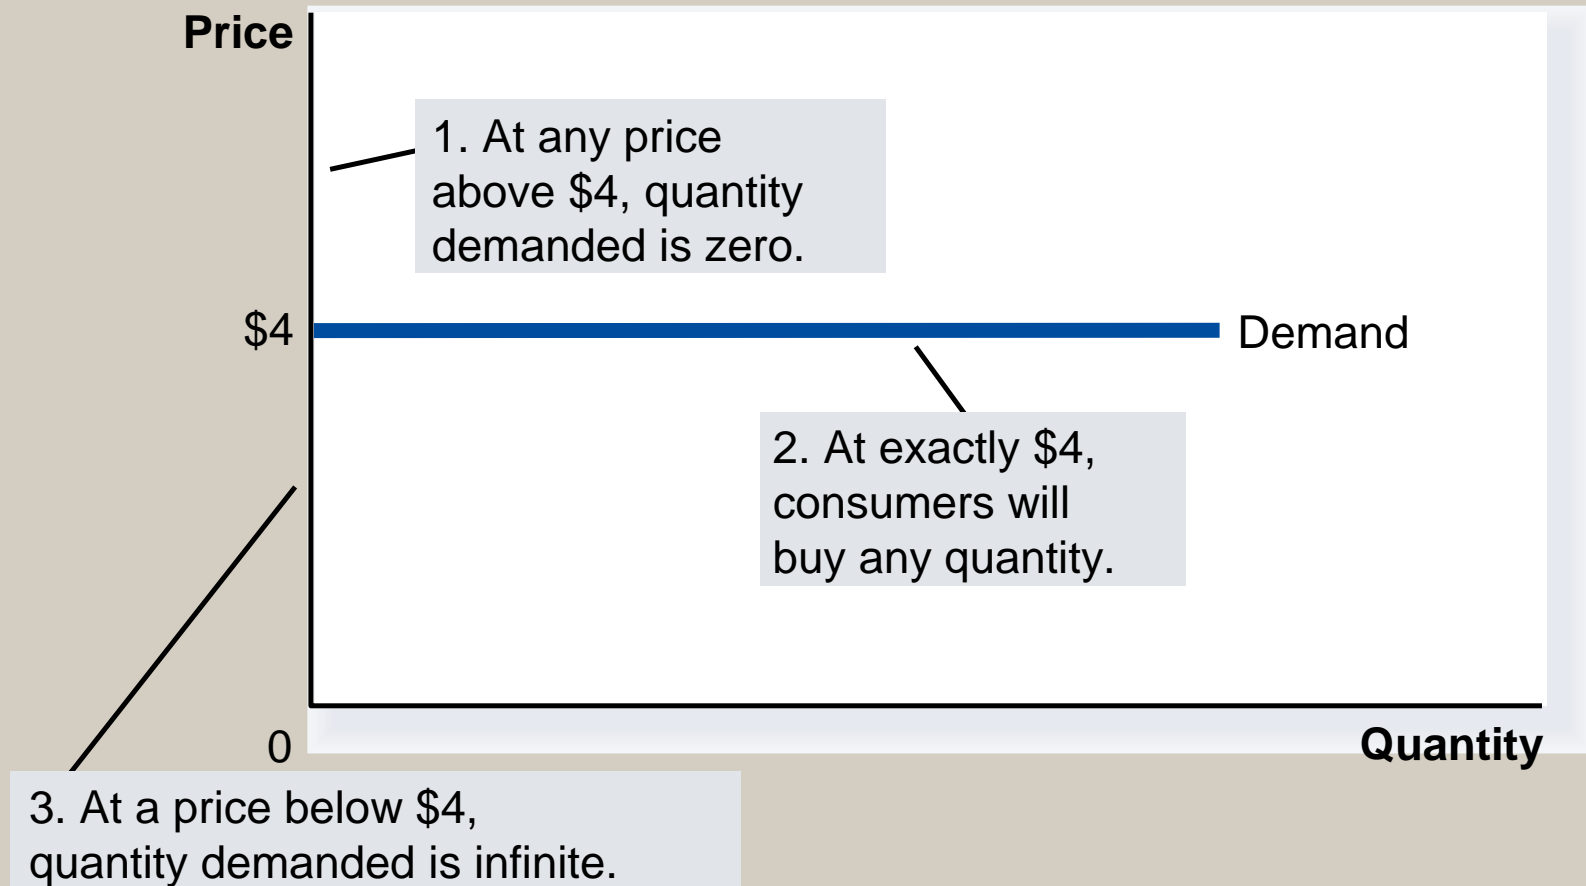 Price
1. At any price
above $4, quantity
demanded is zero.
$4
Demand
2. At exactly $4,
consumers will
buy any quantity.
0
Quantity
3. At a price below $4,
quantity demanded is infinite.